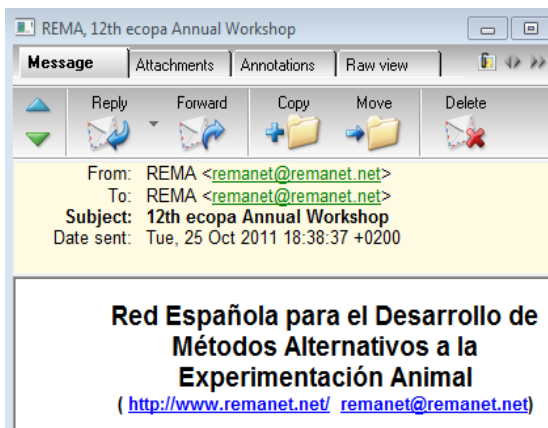 REMA, 12th ecopa Annual Workshop
Message Attachments Annotations Raw view
Reply Forward Copy Move Delete
From: REMA <remanet@remanet.net>
To: REMA <remanet@remanet.net>
Subject: 12th ecopa Annual Workshop
Date sent: Tue, 25 Oct 2011 18:38:37 +0200
Red Española para el Desarrollo de
Métodos Alternativos a la
Experimentación Animal
( http://www.remanet.net/ remanet@remanet.net)